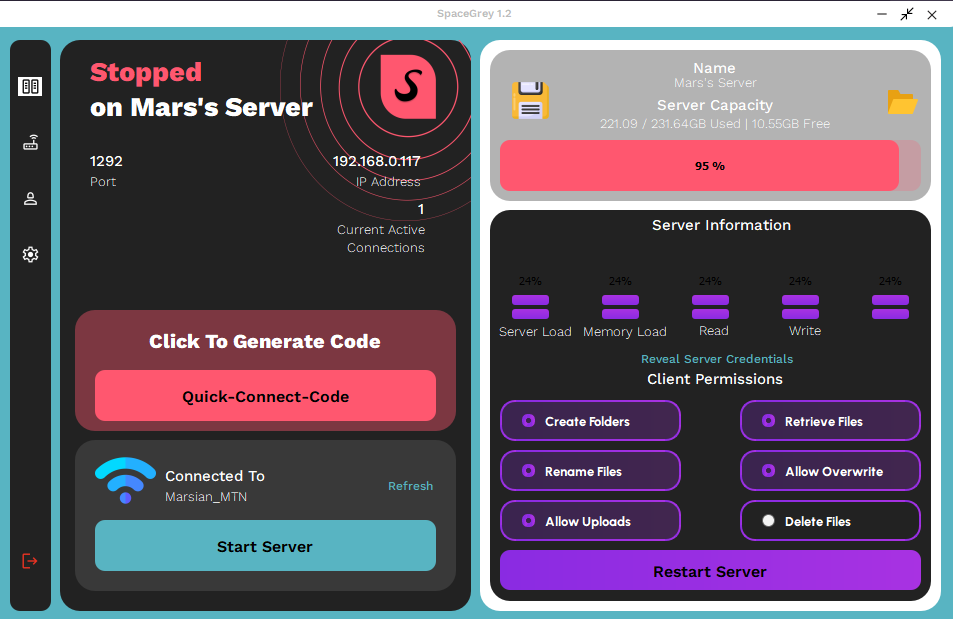 SpaceGrey 1.2
Stopped
on Mars's Server
S
1292
Port
192.168.0.117
IP Address
1
Current Active
Connections
Click To Generate Code
Quick-Connect-Code
Connected To
Marsian_MTN
Refresh
Start Server
Name
Mars's Server
Server Capacity
221.09 / 231.64GB Used | 10.55GB Free
95 %
Server Information
24% 24% 24% 24% 24%
Server Load Memory Load Read Write
Reveal Server Credentials
Client Permissions
Create Folders Retrieve Files
Rename Files Allow Overwrite
Allow Uploads Delete Files
Restart Server